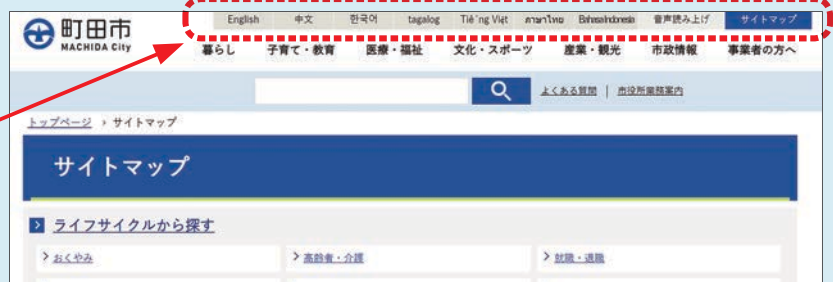 English 中文 한국어 tagalog Tiế´ng Việt ภาษาไทย BahasaIndonesia 音声読み上げ サイトマップ
町田市
MACHIDA City
暮らし 子育て・教育 医療・福祉 文化・スポーツ 産業・観光 市政情報 事業者の方へ
よくある質問 | 市役所業務案内
トップページ › サイトマップ
サイトマップ
ライフサイクルから探す
› おくやみ › 高齢者・介護 › 就職・退職